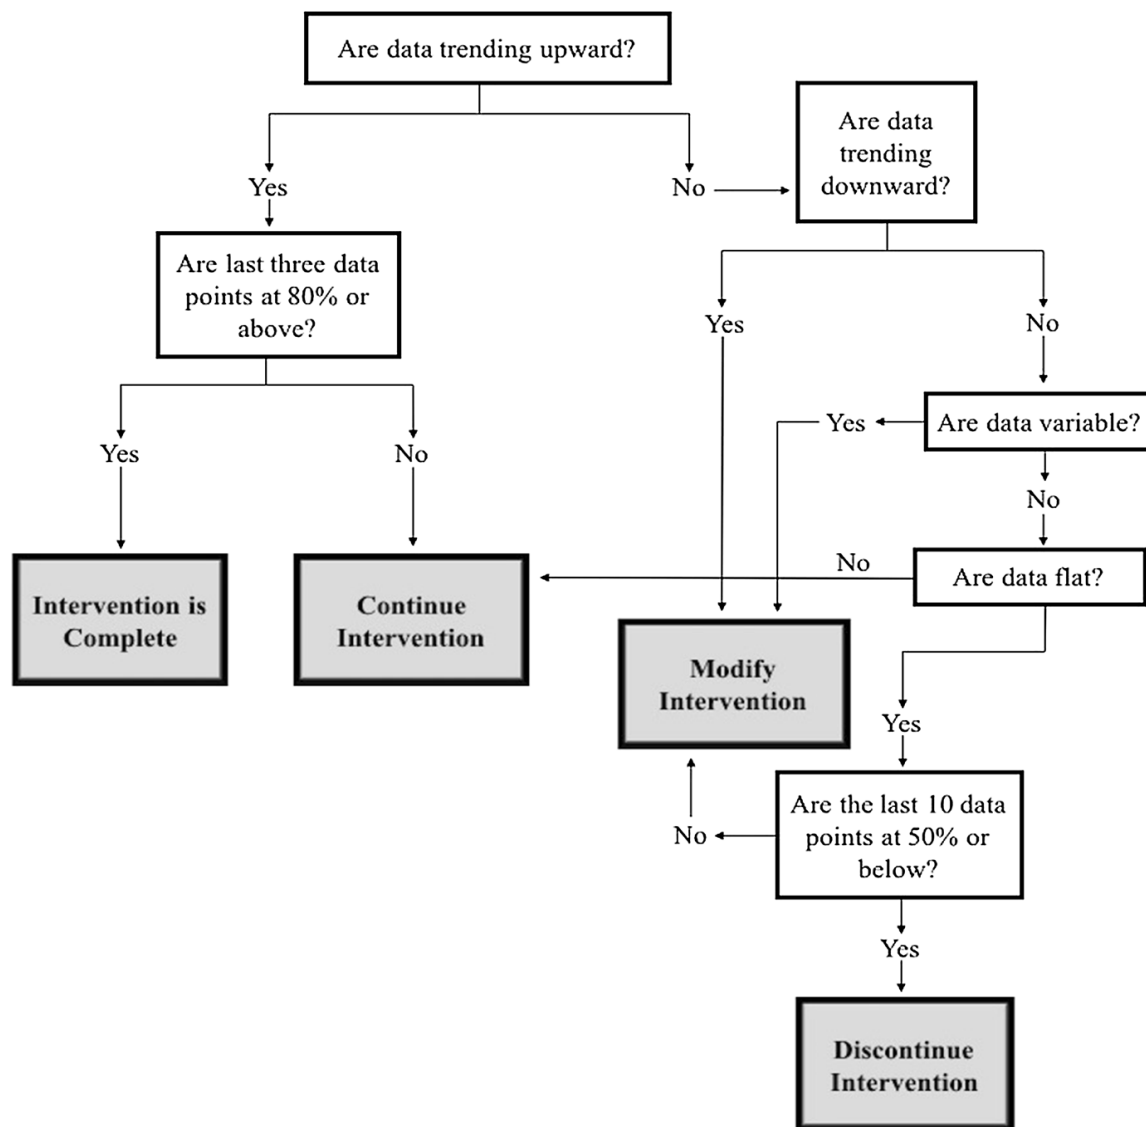 Are data trending upward?
Are data
trending
downward?
Yes
No
Are last three data
points at 80% or
above?
Yes
No
Yes
No
Are data variable?
Yes
No
Are data flat?
No
Intervention is
Complete
Continue
Intervention
Modify
Intervention
Yes
Are the last 10 data
points at 50% or
below?
No
Yes
Discontinue
Intervention